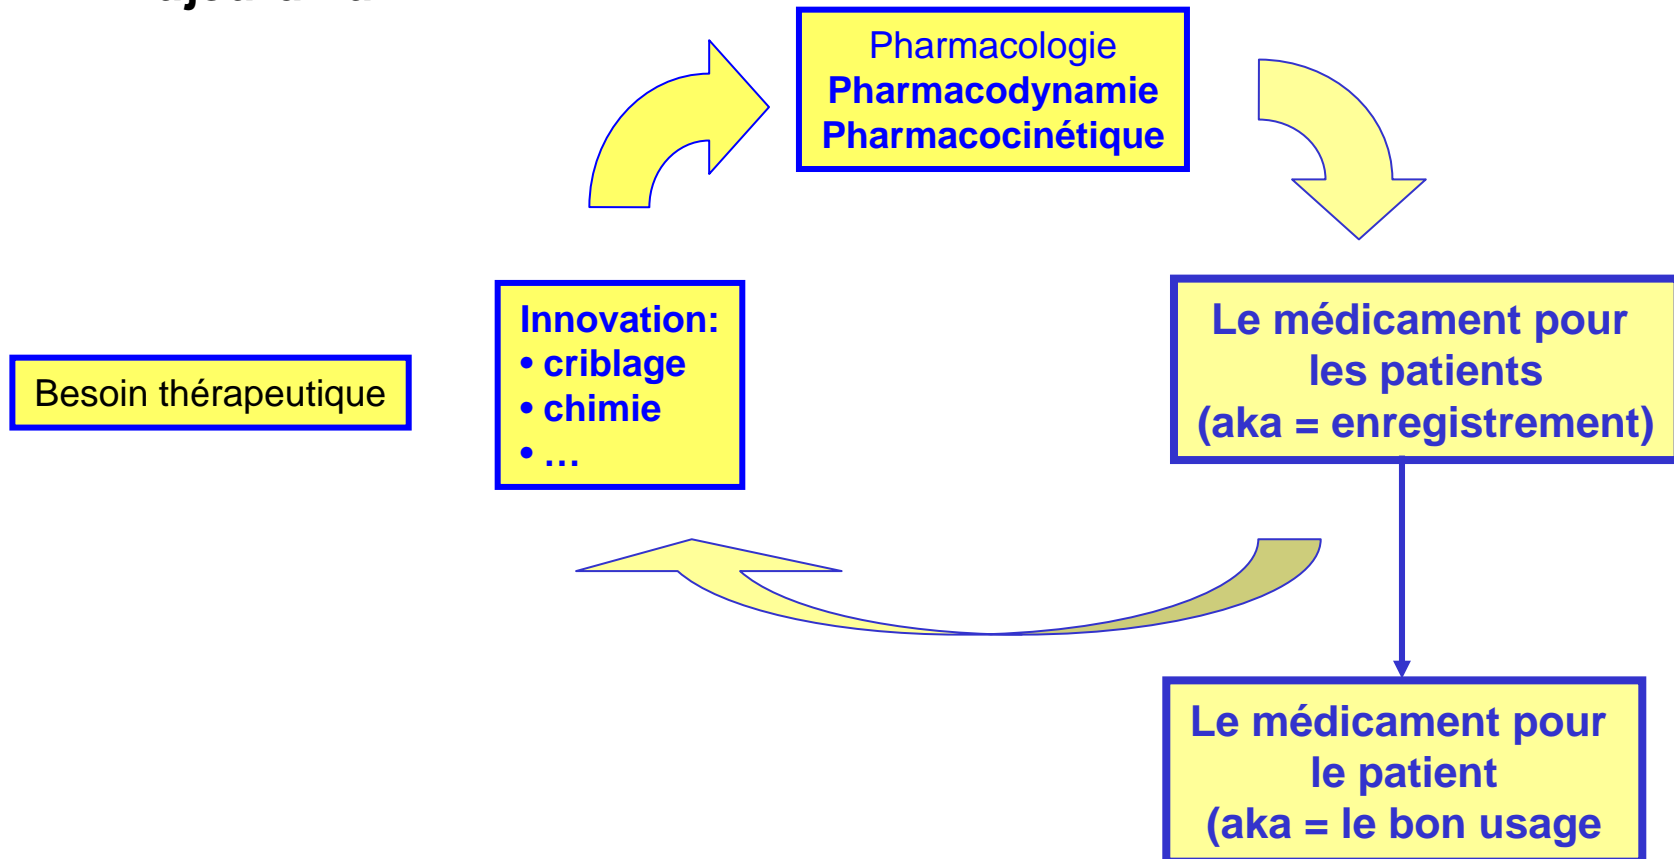 Pharmacologie
Pharmacodynamie
Pharmacocinétique
Innovation:
• criblage
• chimie
• …
Besoin thérapeutique
Le médicament pour
les patients
(aka = enregistrement)
Le médicament pour
le patient
(aka = le bon usage